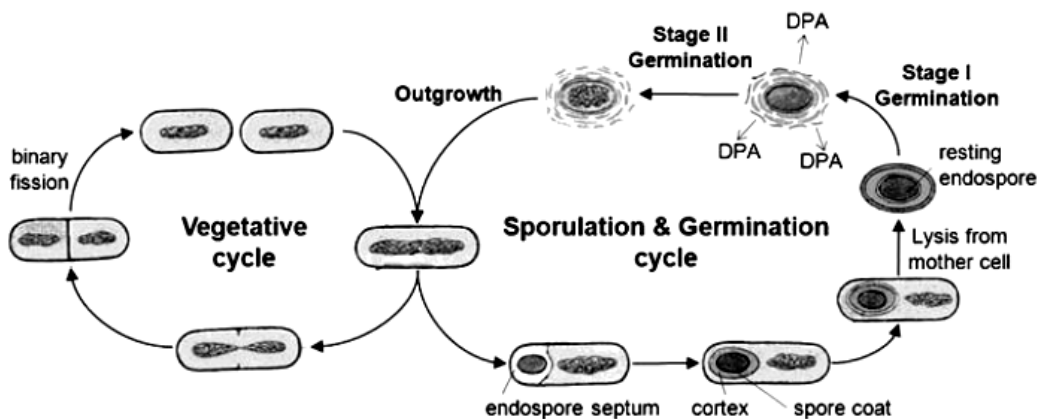 DPA
Stage II
Germination
Stage I
Germination
Outgrowth
DPA
DPA
binary
fission
resting
endospore
Vegetative
cycle
Sporulation & Germination
cycle
Lysis from
mother cell
endospore septum
cortex
spore coat